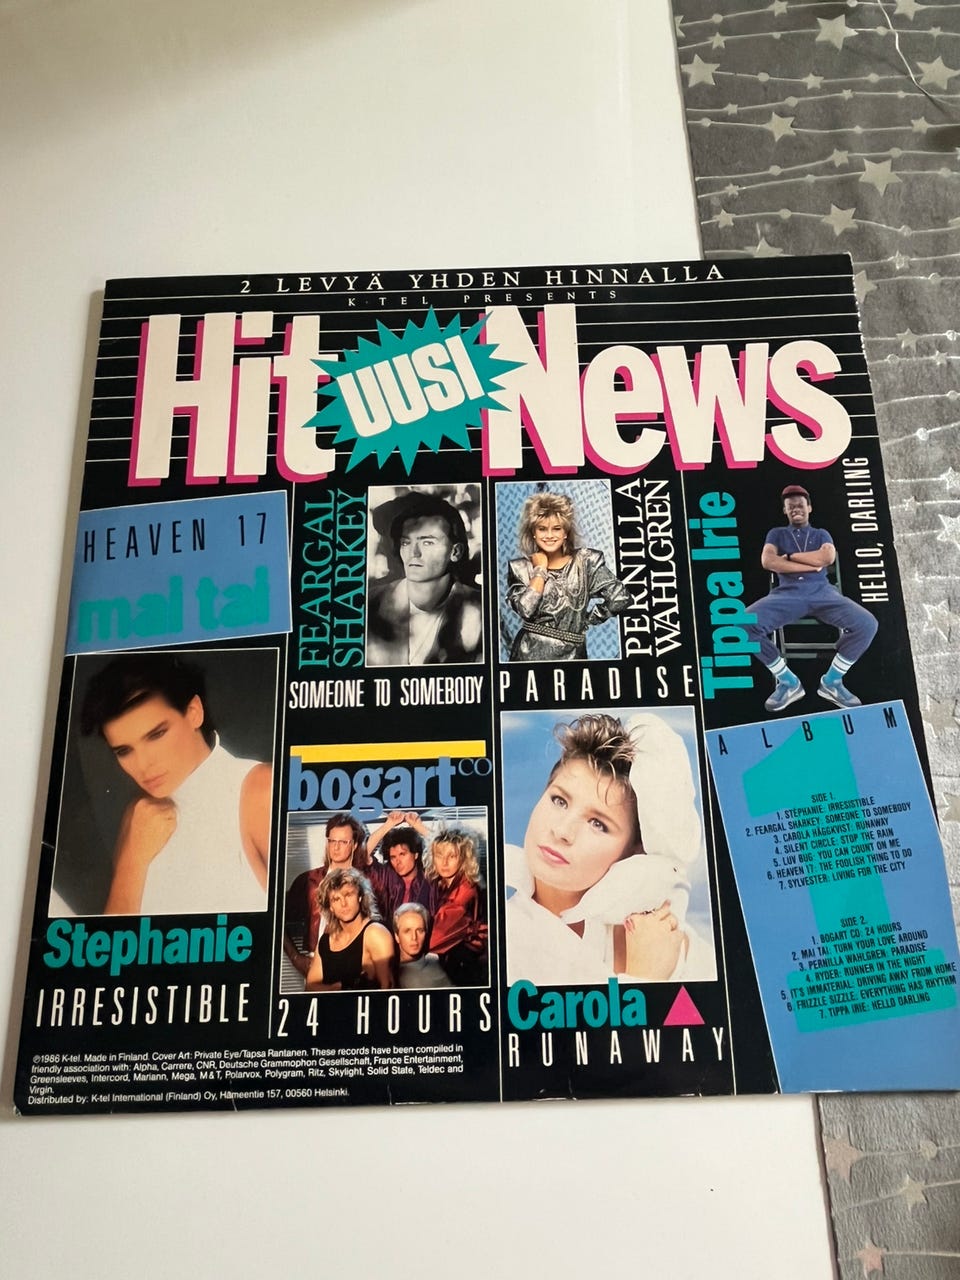 2 LEVYÄ YHDEN HINNALLA
K·TEL PRESENTS
Hit UUSI News
HEAVEN 17
mai tai
FEARGAL
SHARKEY
SOMEONE TO SOMEBODY
PERNILLA
WAHLGREN
PARADISE
Tippa Irie
HELLO, DARLING
Stephanie
IRRESISTIBLE
bogart co
24 HOURS
Carola
RUNAWAY
ALBUM
1
SIDE 1.
1. STÉPHANIE: IRRESISTIBLE
2. FEARGAL SHARKEY: SOMEONE TO SOMEBODY
3. CAROLA HÄGGKVIST: RUNAWAY
4. SILENT CIRCLE: STOP THE RAIN
5. LUV BUG: YOU CAN COUNT ON ME
6. HEAVEN 17: THE FOOLISH THING TO DO
7. SYLVESTER: LIVING FOR THE CITY
SIDE 2.
1. BOGART CO: 24 HOURS
2. MAI TAI: TURN YOUR LOVE AROUND
3. PERNILLA WAHLGREN: PARADISE
4. RYDER: RUNNER IN THE NIGHT
5. IT'S IMMATERIAL: DRIVING AWAY FROM HOME
6. FRIZZLE SIZZLE: EVERYTHING HAS RHYTHM
7. TIPPA IRIE: HELLO DARLING
℗1986 K-tel. Made in Finland. Cover Art: Private Eye/Tapsa Rantanen. These records have been compiled in
friendly association with: Alpha, Carrere, CNR, Deutsche Grammophon Gesellschaft, France Entertainment,
Greensleeves, Intercord, Mariann, Mega, M&T, Polarvox, Polygram, Ritz, Skylight, Solid State, Teldec and
Virgin.
Distributed by: K-tel International (Finland) Oy, Hämeentie 157, 00560 Helsinki.